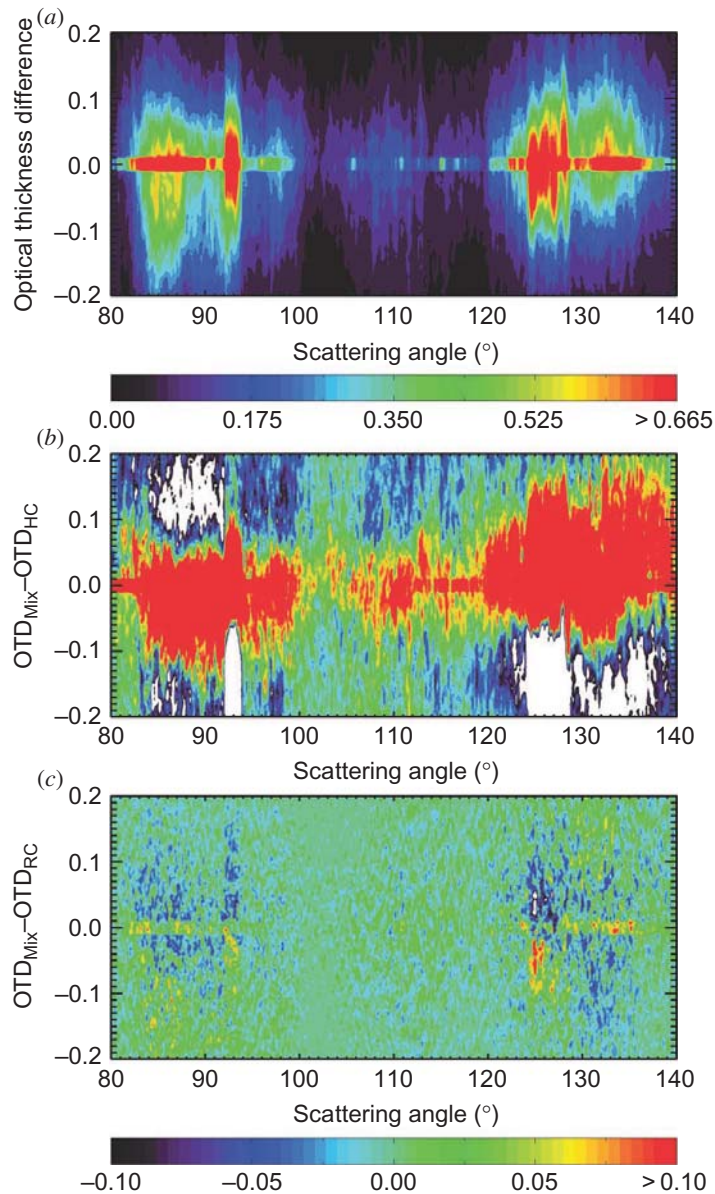 (a)
0.2
0.1
0.0
−0.1
−0.2
Optical thickness difference
80 90 100 110 120 130 140
Scattering angle (°)
0.00 0.175 0.350 0.525 > 0.665
(b)
0.2
0.1
0.0
−0.1
−0.2
OTD_Mix–OTD_HC
80 90 100 110 120 130 140
Scattering angle (°)
(c)
0.2
0.1
0.0
−0.1
−0.2
OTD_Mix–OTD_RC
80 90 100 110 120 130 140
Scattering angle (°)
−0.10 −0.05 0.00 0.05 > 0.10